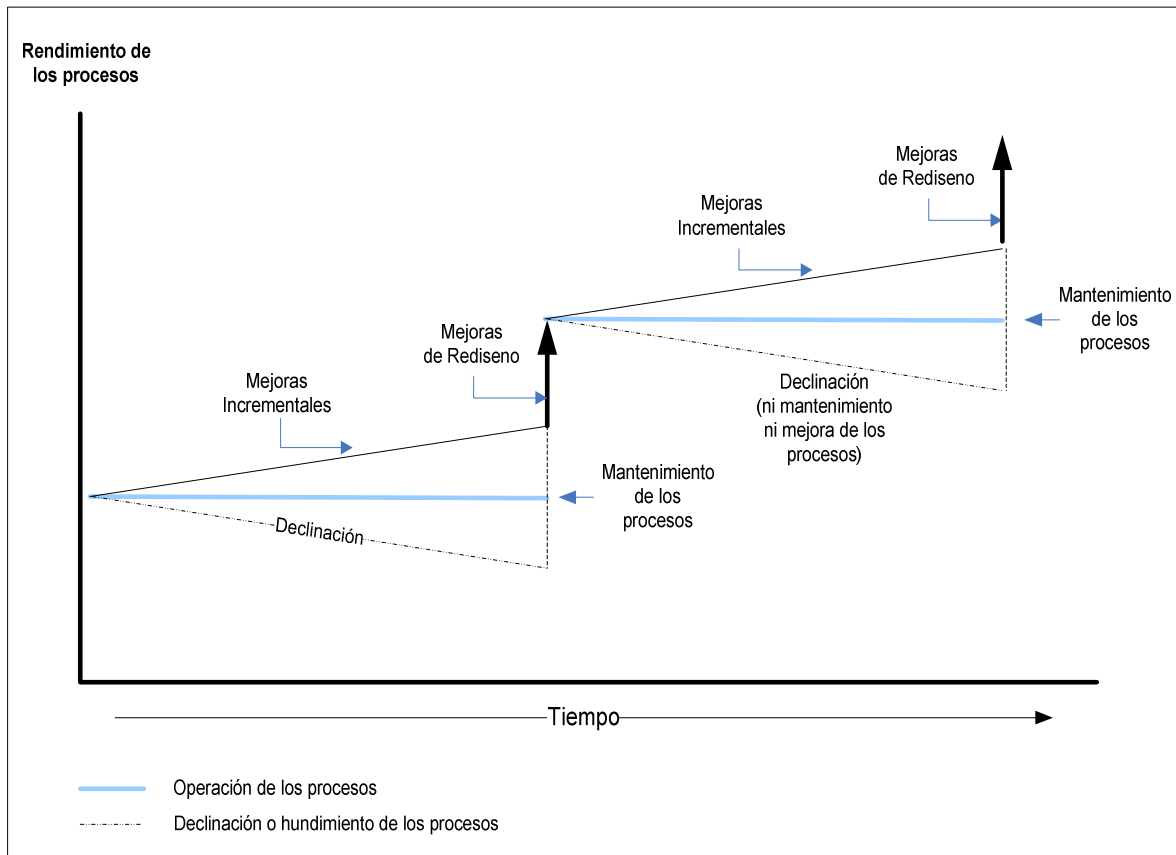 Rendimiento de
los procesos
Mejoras
de Rediseno
Mejoras
Incrementales
Mantenimiento
de los
procesos
Mejoras
de Rediseno
Mejoras
Incrementales
Declinación
(ni mantenimiento
ni mejora de los
procesos)
Mantenimiento
de los
procesos
Declinación
Tiempo
Operación de los procesos
Declinación o hundimiento de los procesos